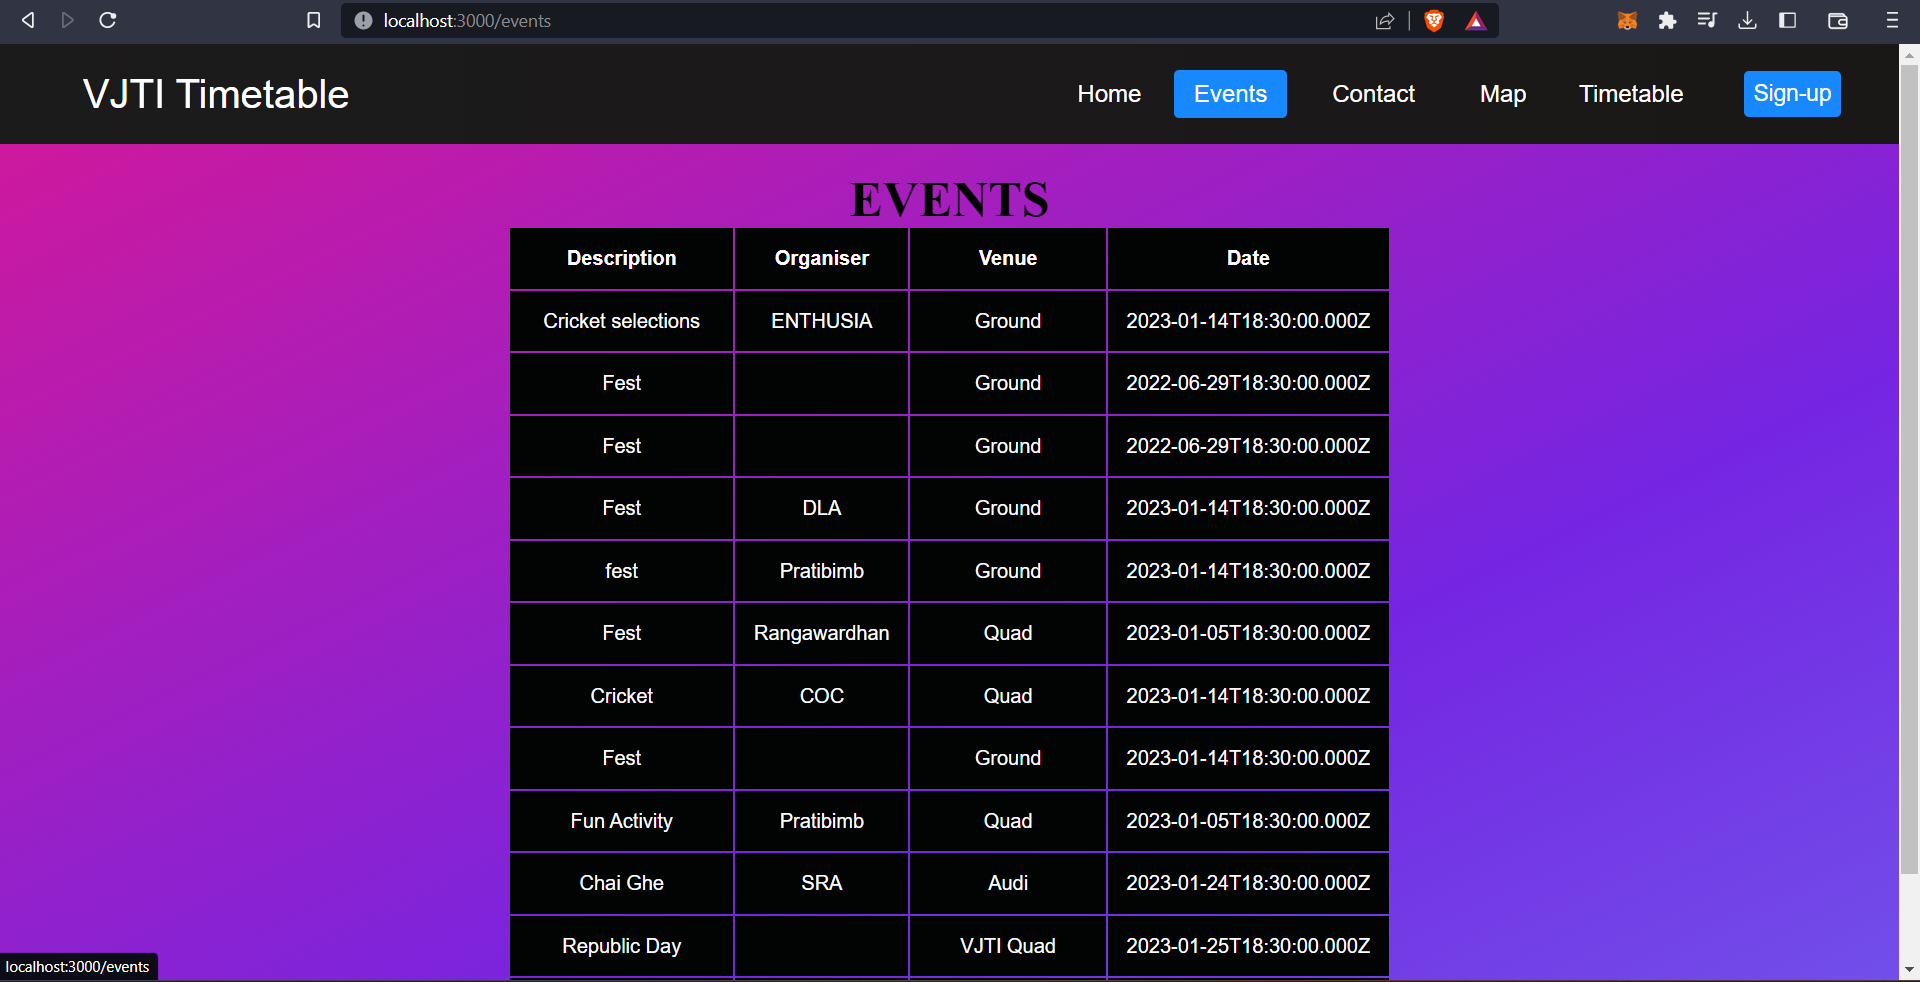 localhost:3000/events
VJTI Timetable
Home Events Contact Map Timetable Sign-up
EVENTS
Description Organiser Venue Date
Cricket selections ENTHUSIA Ground 2023-01-14T18:30:00.000Z
Fest Ground 2022-06-29T18:30:00.000Z
Fest Ground 2022-06-29T18:30:00.000Z
Fest DLA Ground 2023-01-14T18:30:00.000Z
fest Pratibimb Ground 2023-01-14T18:30:00.000Z
Fest Rangawardhan Quad 2023-01-05T18:30:00.000Z
Cricket COC Quad 2023-01-14T18:30:00.000Z
Fest Ground 2023-01-14T18:30:00.000Z
Fun Activity Pratibimb Quad 2023-01-05T18:30:00.000Z
Chai Ghe SRA Audi 2023-01-24T18:30:00.000Z
Republic Day VJTI Quad 2023-01-25T18:30:00.000Z
localhost:3000/events